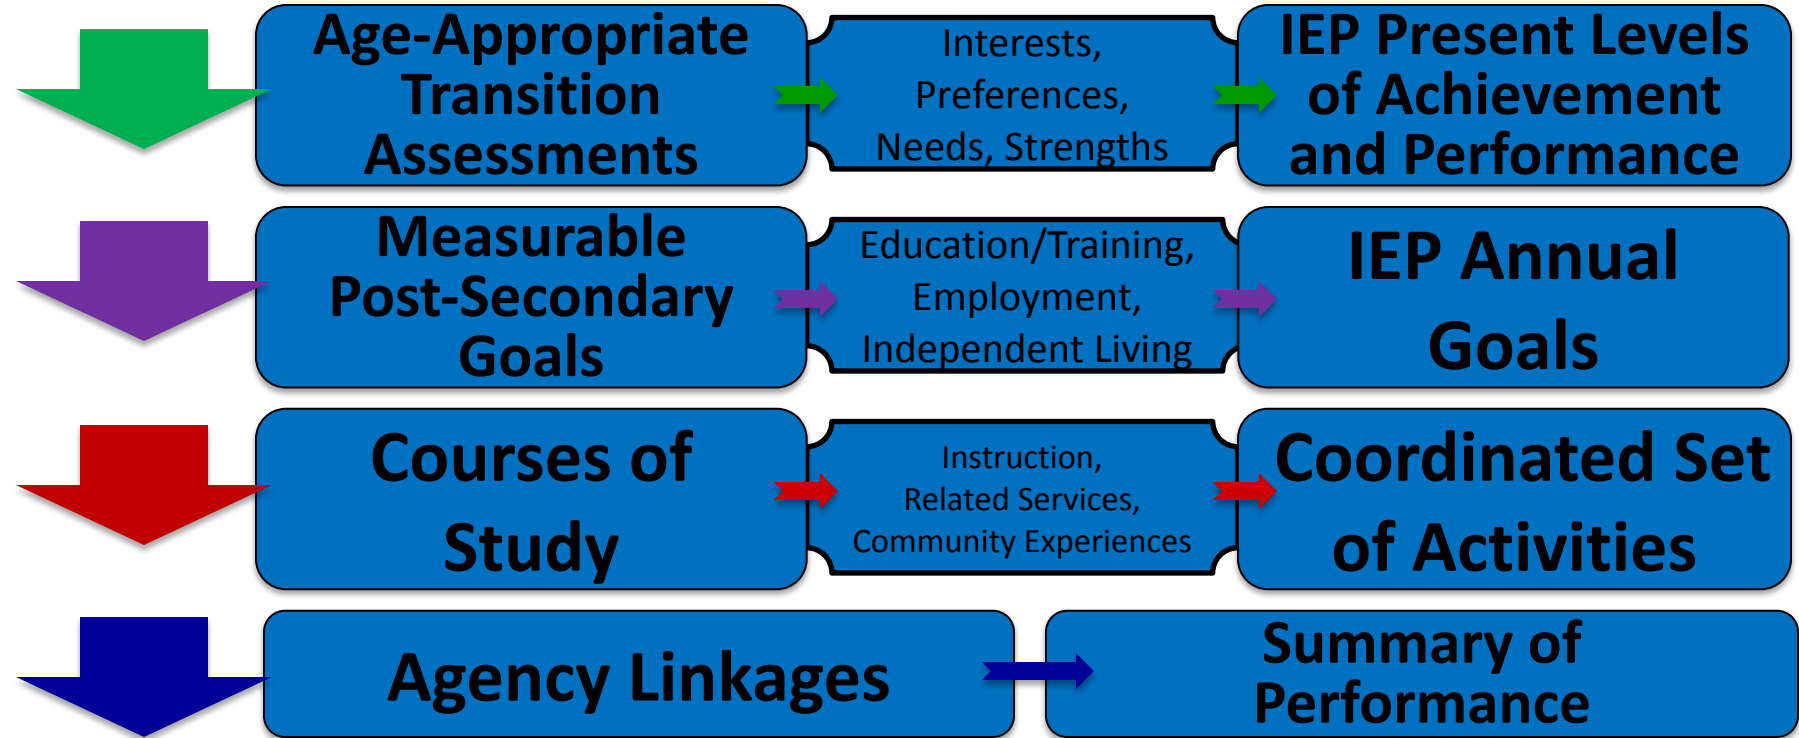 Age-Appropriate
Transition
Assessments
Interests,
Preferences,
Needs, Strengths
IEP Present Levels
of Achievement
and Performance
Measurable
Post-Secondary
Goals
Education/Training,
Employment,
Independent Living
IEP Annual
Goals
Courses of
Study
Instruction,
Related Services,
Community Experiences
Coordinated Set
of Activities
Agency Linkages
Summary of
Performance